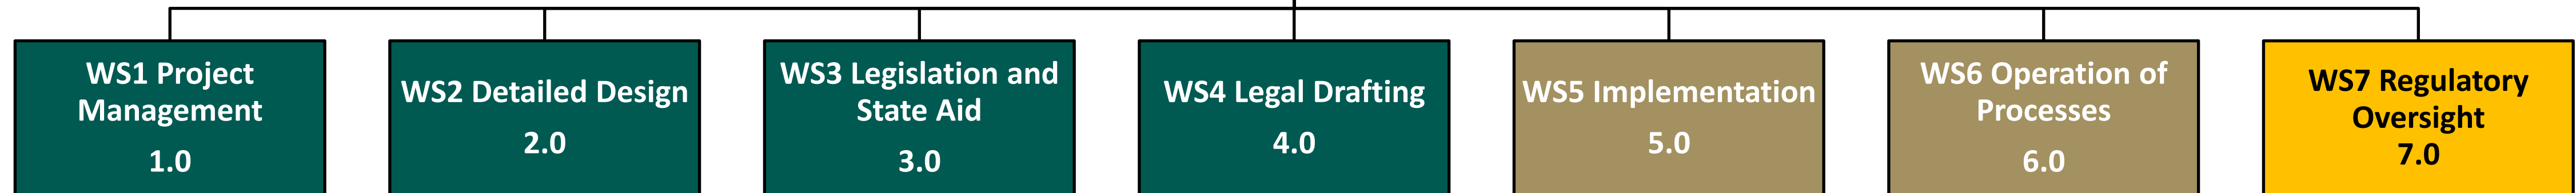 WS1 Project
Management
1.0
WS2 Detailed Design
2.0
WS3 Legislation and
State Aid
3.0
WS4 Legal Drafting
4.0
WS5 Implementation
5.0
WS6 Operation of
Processes
6.0
WS7 Regulatory
Oversight
7.0